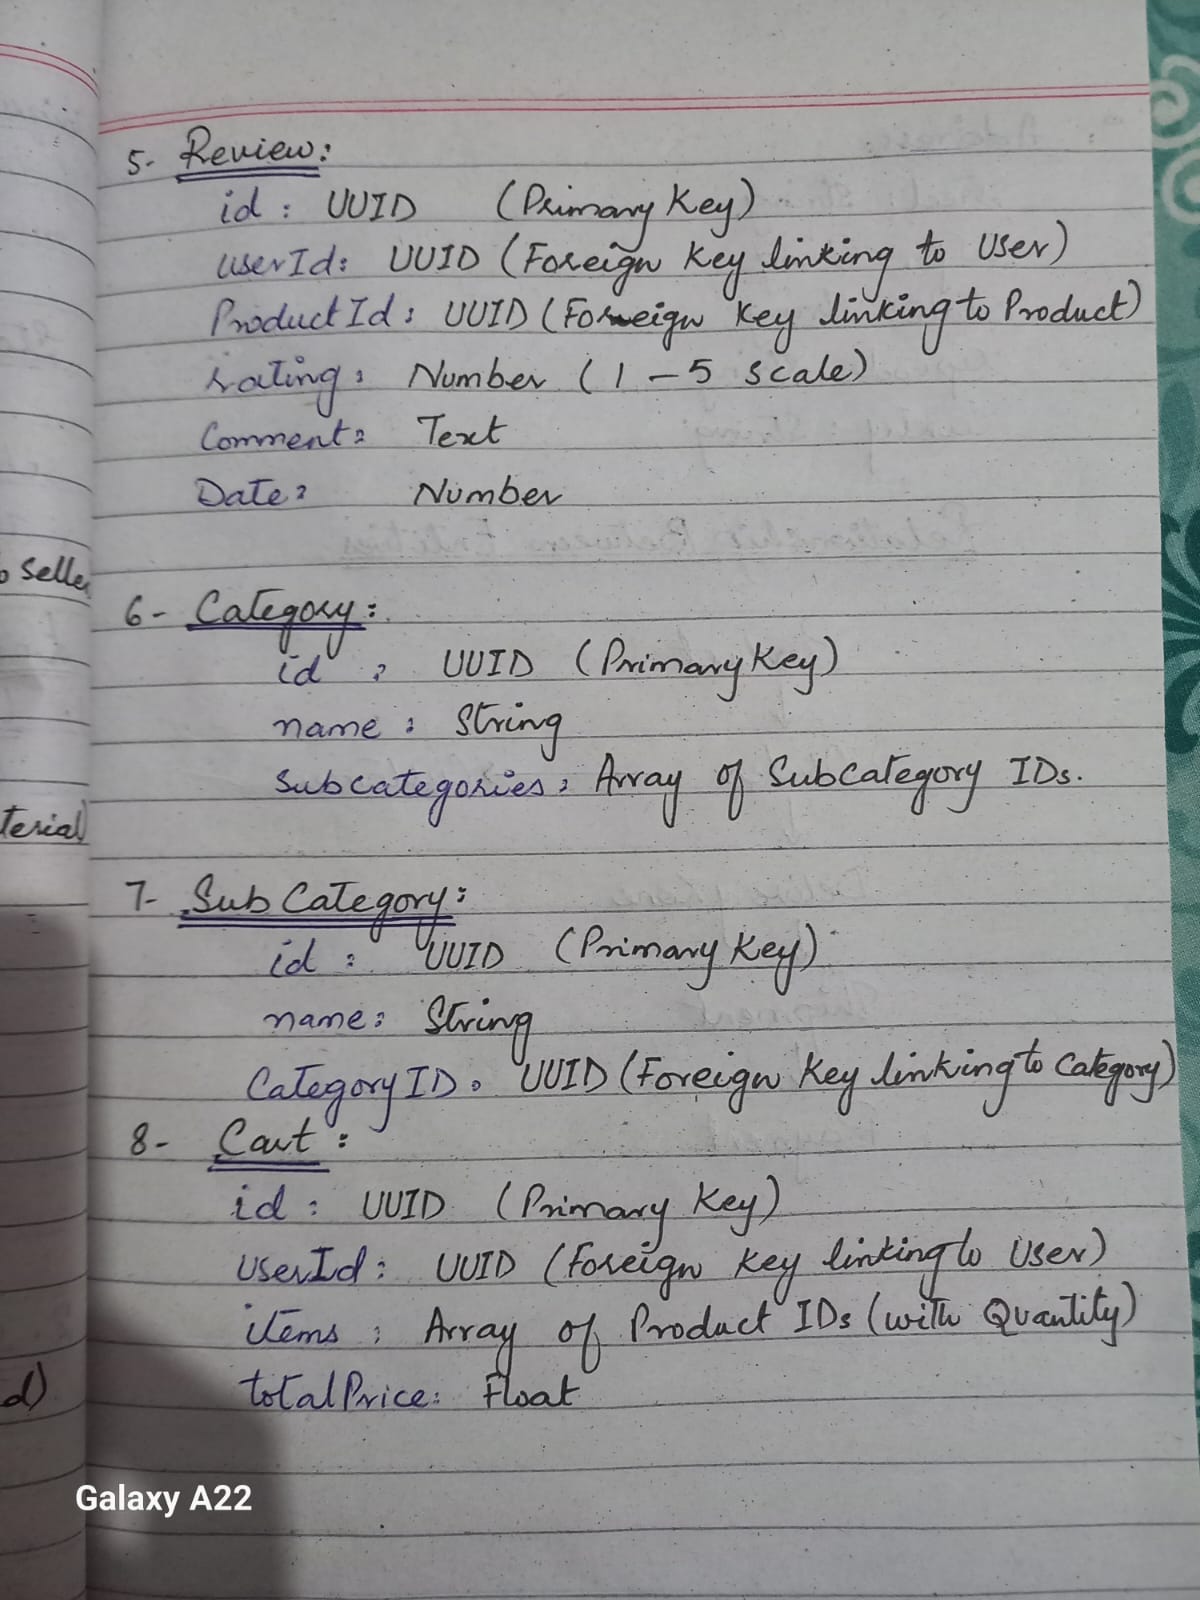 5- Review:
id : UUID (Primary Key)
userId: UUID (Foreign Key linking to User)
ProductId: UUID (Foreign Key linking to Product)
rating: Number (1-5 scale)
Comment: Text
Date: Number
6- Category:
id : UUID (Primary Key)
name : String
Subcategories: Array of SubCategory IDs.
7- SubCategory:
id : UUID (Primary Key)
name: String
CategoryID: UUID (Foreign Key linking to Category)
8- Cart:
id : UUID (Primary Key)
UserId: UUID (Foreign Key linking to User)
items : Array of Product IDs (with Quantity)
totalPrice: Float
Galaxy A22